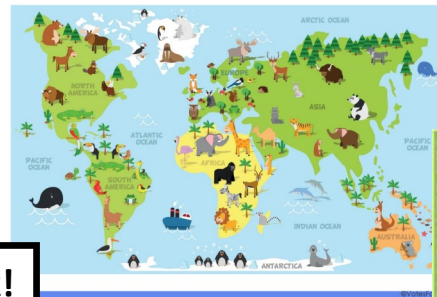 ARCTIC OCEAN
NORTH
AMERICA
EUROPE
ASIA
ATLANTIC
OCEAN
PACIFIC
OCEAN
PACIFIC
OCEAN
AFRICA
SOUTH
AMERICA
INDIAN OCEAN
AUSTRALIA
ANTARCTICA